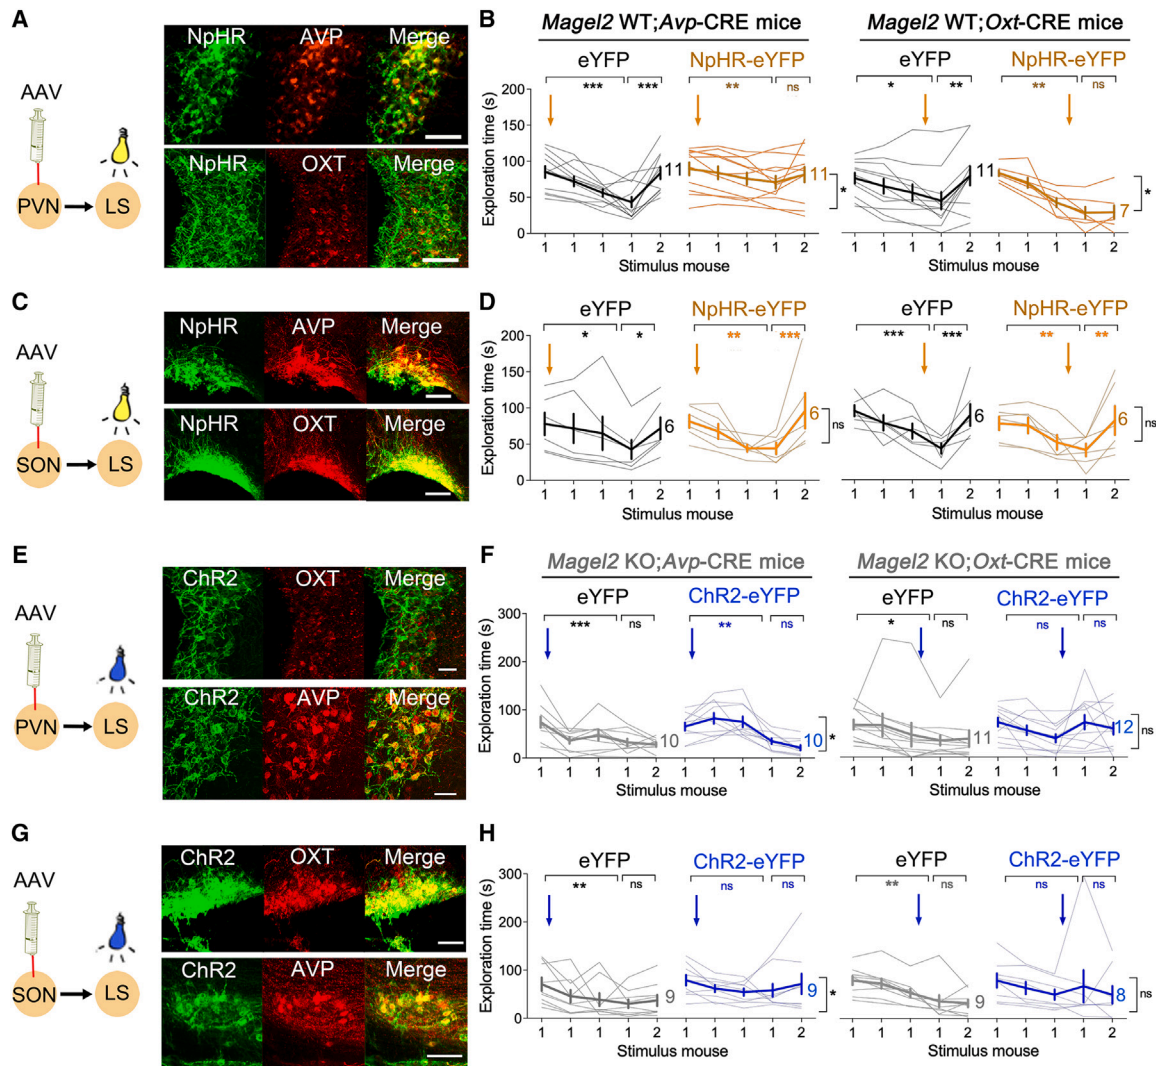 A
AAV
PVN
LS
NpHR AVP Merge
NpHR OXT Merge
B
Magel2 WT;Avp-CRE mice
Magel2 WT;Oxt-CRE mice
eYFP
NpHR-eYFP
eYFP
NpHR-eYFP
*** ***
** ns
* **
** ns
Exploration time (s)
200
150
100
50
0
11
11
*
11
7
*
1 1 1 1 2
1 1 1 1 2
1 1 1 1 2
1 1 1 1 2
Stimulus mouse
Stimulus mouse
C
AAV
SON
LS
NpHR AVP Merge
NpHR OXT Merge
D
eYFP
NpHR-eYFP
eYFP
NpHR-eYFP
* *
** ***
*** ***
** **
Exploration time (s)
200
150
100
50
0
6
6
ns
6
6
ns
1 1 1 1 2
1 1 1 1 2
1 1 1 1 2
1 1 1 1 2
Stimulus mouse
Stimulus mouse
E
AAV
PVN
LS
ChR2 OXT Merge
ChR2 AVP Merge
F
Magel2 KO;Avp-CRE mice
Magel2 KO;Oxt-CRE mice
eYFP
ChR2-eYFP
eYFP
ChR2-eYFP
*** ns
** ns
* ns
ns ns
Exploration time (s)
300
200
100
0
10
10
*
11
12
ns
1 1 1 1 2
1 1 1 1 2
1 1 1 1 2
1 1 1 1 2
Stimulus mouse
Stimulus mouse
G
AAV
SON
LS
ChR2 OXT Merge
ChR2 AVP Merge
H
eYFP
ChR2-eYFP
eYFP
ChR2-eYFP
** ns
ns ns
** ns
ns ns
Exploration time (s)
300
200
100
0
9
9
*
9
8
ns
1 1 1 1 2
1 1 1 1 2
1 1 1 1 2
1 1 1 1 2
Stimulus mouse
Stimulus mouse